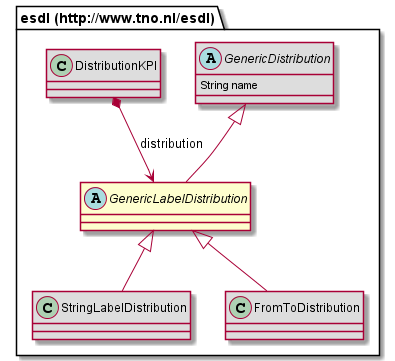 esdl (http://www.tno.nl/esdl)
C DistributionKPI
A GenericDistribution
String name
distribution
A GenericLabelDistribution
C StringLabelDistribution
C FromToDistribution